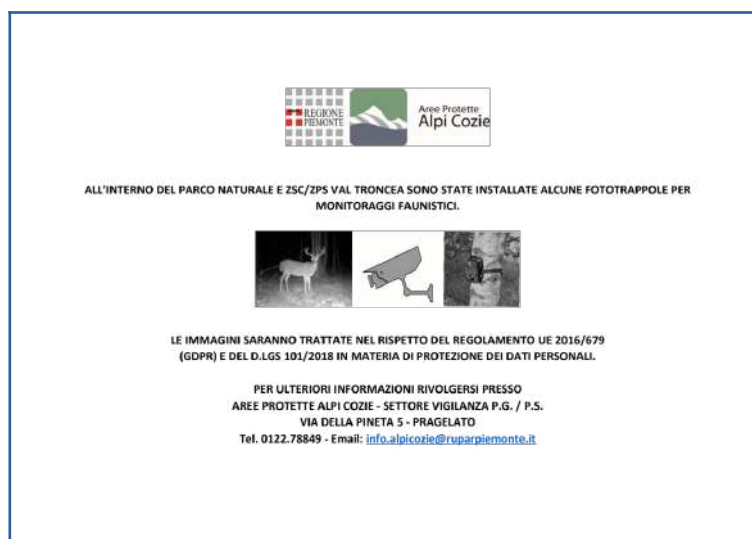 REGIONE
PIEMONTE
Aree Protette
Alpi Cozie
ALL'INTERNO DEL PARCO NATURALE E ZSC/ZPS VAL TRONCEA SONO STATE INSTALLATE ALCUNE FOTOTRAPPOLE PER
MONITORAGGI FAUNISTICI.
LE IMMAGINI SARANNO TRATTATE NEL RISPETTO DEL REGOLAMENTO UE 2016/679
(GDPR) E DEL D.LGS 101/2018 IN MATERIA DI PROTEZIONE DEI DATI PERSONALI.
PER ULTERIORI INFORMAZIONI RIVOLGERSI PRESSO
AREE PROTETTE ALPI COZIE - SETTORE VIGILANZA P.G. / P.S.
VIA DELLA PINETA 5 - PRAGELATO
Tel. 0122.78849 - Email: info.alpicozie@ruparpiemonte.it